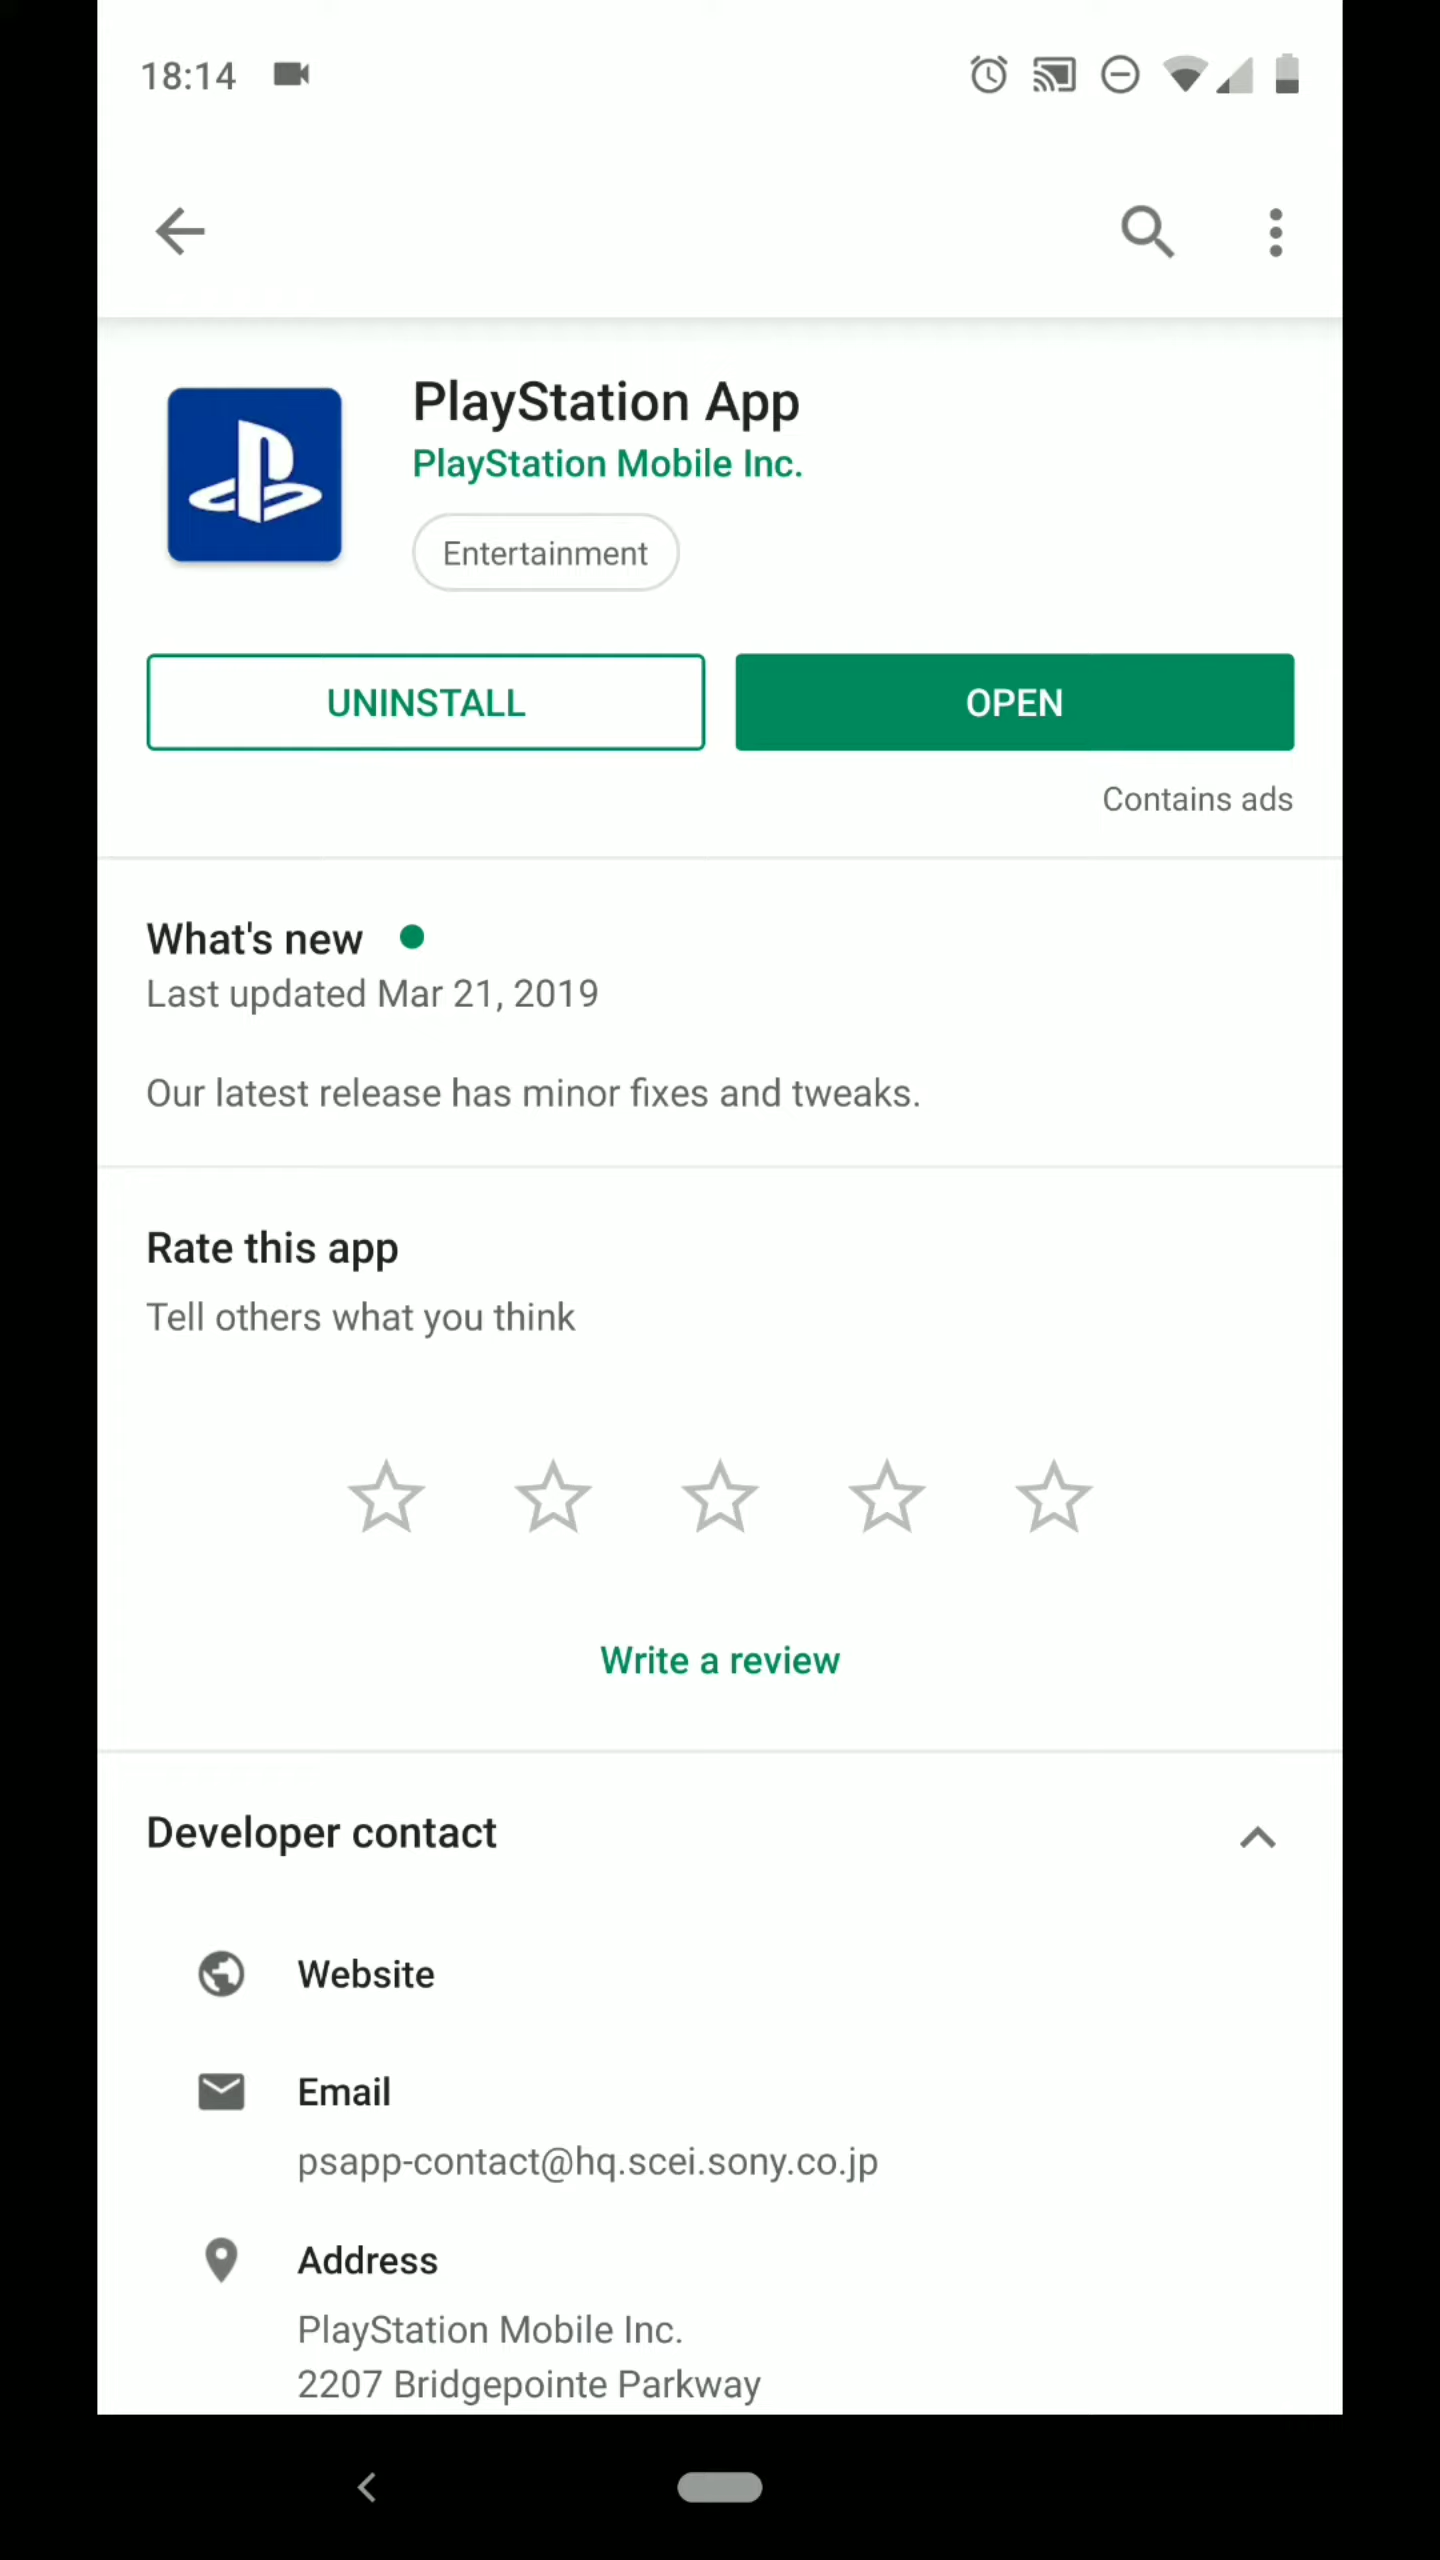 18:14
PlayStation App
PlayStation Mobile Inc.
Entertainment
UNINSTALL
OPEN
Contains ads
What's new
Last updated Mar 21, 2019
Our latest release has minor fixes and tweaks.
Rate this app
Tell others what you think
Write a review
Developer contact
Website
Email
psapp-contact@hq.scei.sony.co.jp
Address
PlayStation Mobile Inc.
2207 Bridgepointe Parkway